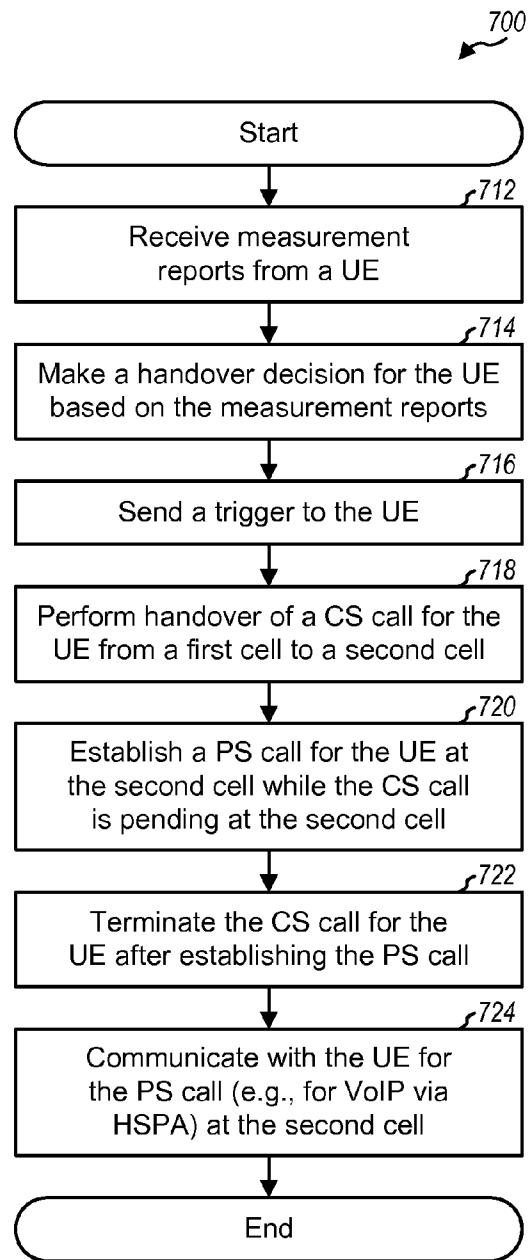 700
Start
712
Receive measurement
reports from a UE
714
Make a handover decision for the UE
based on the measurement reports
716
Send a trigger to the UE
718
Perform handover of a CS call for the
UE from a first cell to a second cell
720
Establish a PS call for the UE at
the second cell while the CS call
is pending at the second cell
722
Terminate the CS call for the
UE after establishing the PS call
724
Communicate with the UE for
the PS call (e.g., for VoIP via
HSPA) at the second cell
End